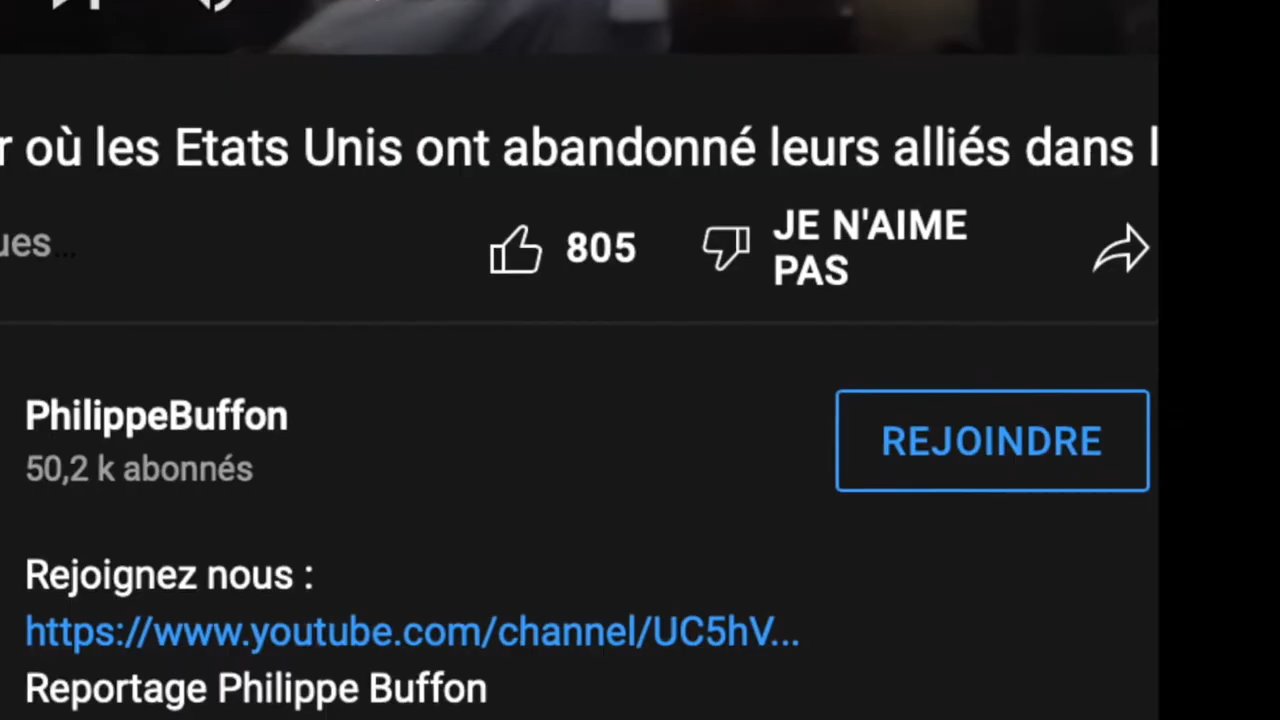 où les Etats Unis ont abandonné leurs alliés dans
805
JE N'AIME
PAS
PhilippeBuffon
50,2 k abonnés
REJOINDRE
Rejoignez nous :
https://www.youtube.com/channel/UC5hV...
Reportage Philippe Buffon